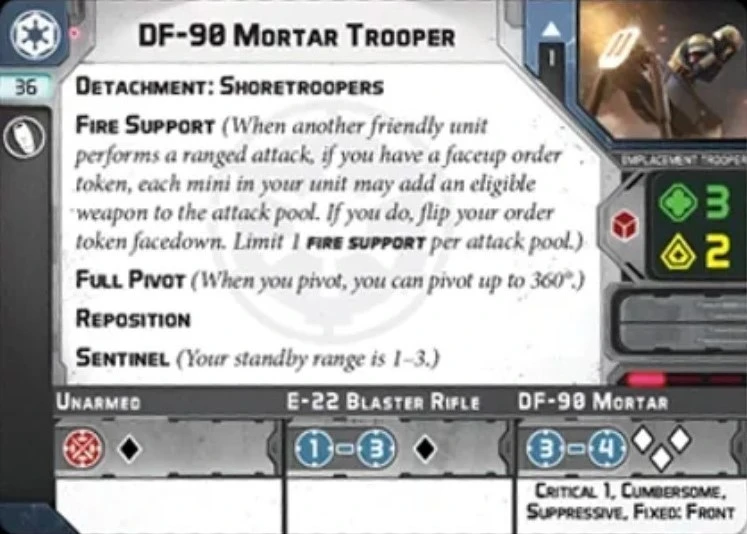 DF-90 MORTAR TROOPER
1
36
DETACHMENT: SHORETROOPERS
FIRE SUPPORT (When another friendly unit
performs a ranged attack, if you have a faceup order
token, each mini in your unit may add an eligible
weapon to the attack pool. If you do, flip your order
token facedown. Limit 1 FIRE SUPPORT per attack pool.)
FULL PIVOT (When you pivot, you can pivot up to 360°.)
REPOSITION
SENTINEL (Your standby range is 1–3.)
EMPLACEMENT TROOPER
3
2
UNARMED
E-22 BLASTER RIFLE
1-3
DF-90 MORTAR
3-4
CRITICAL 1, CUMBERSOME,
SUPPRESSIVE, FIXED: FRONT